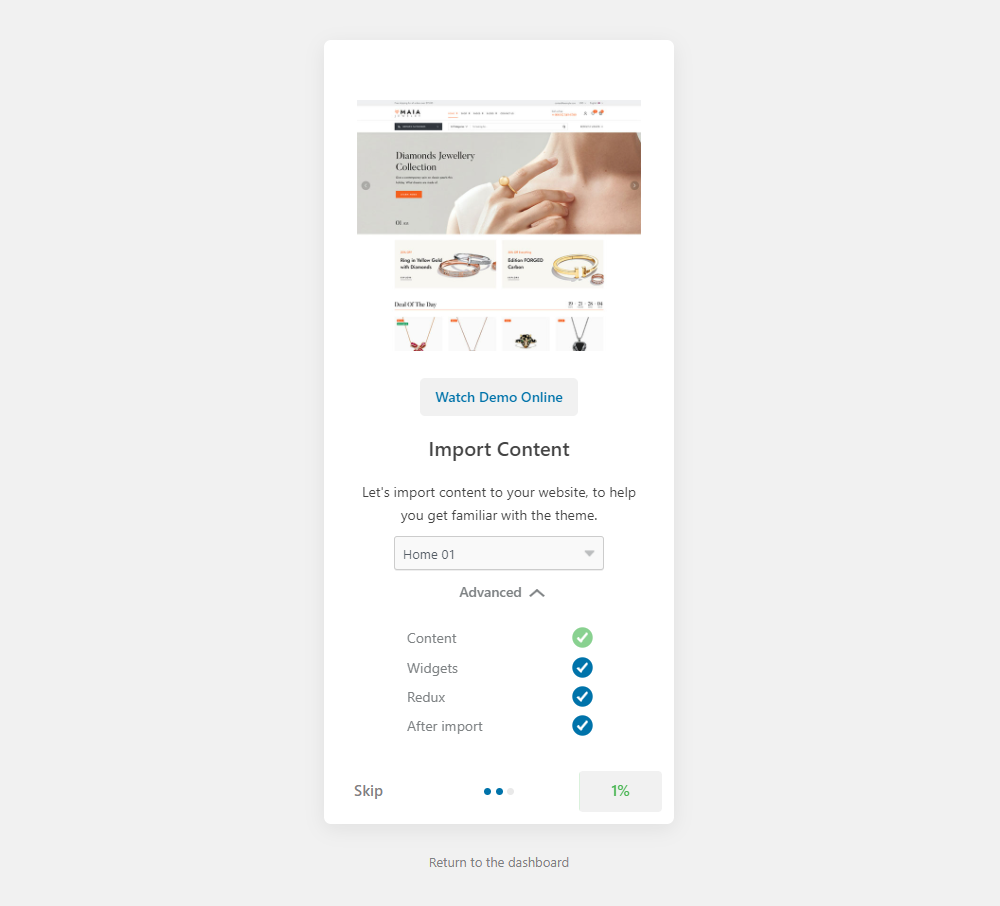 MAIA
Diamonds Jewellery
Collection
01
Ring in Yellow Gold
with Diamonds
Edition FORGED
Carbon
Deal Of The Day
Watch Demo Online
Import Content
Let's import content to your website, to help
you get familiar with the theme.
Home 01
Advanced
Content
Widgets
Redux
After import
Skip
1%
Return to the dashboard